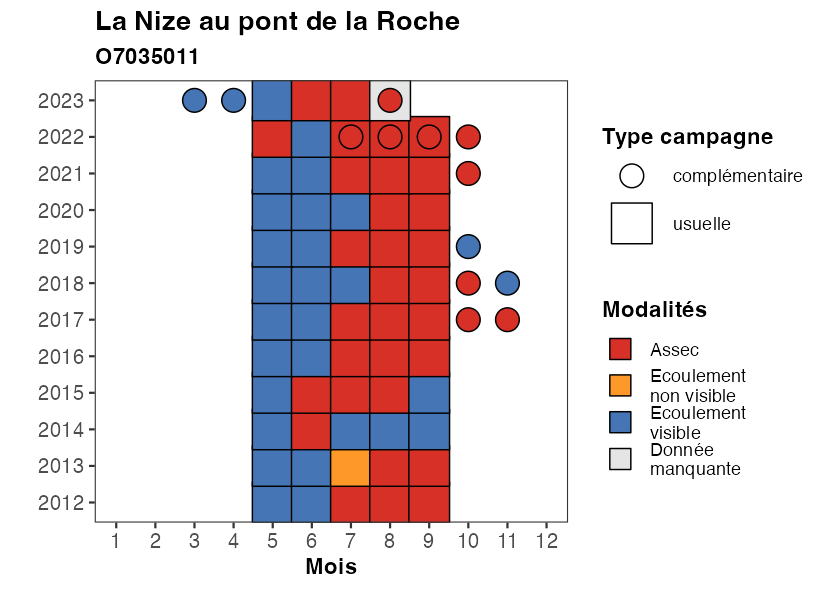 La Nize au pont de la Roche
O7035011
2023
2022
2021
2020
2019
2018
2017
2016
2015
2014
2013
2012
1 2 3 4 5 6 7 8 9 10 11 12
Mois
Type campagne
complémentaire
usuelle
Modalités
Assec
Ecoulement
non visible
Ecoulement
visible
Donnée
manquante